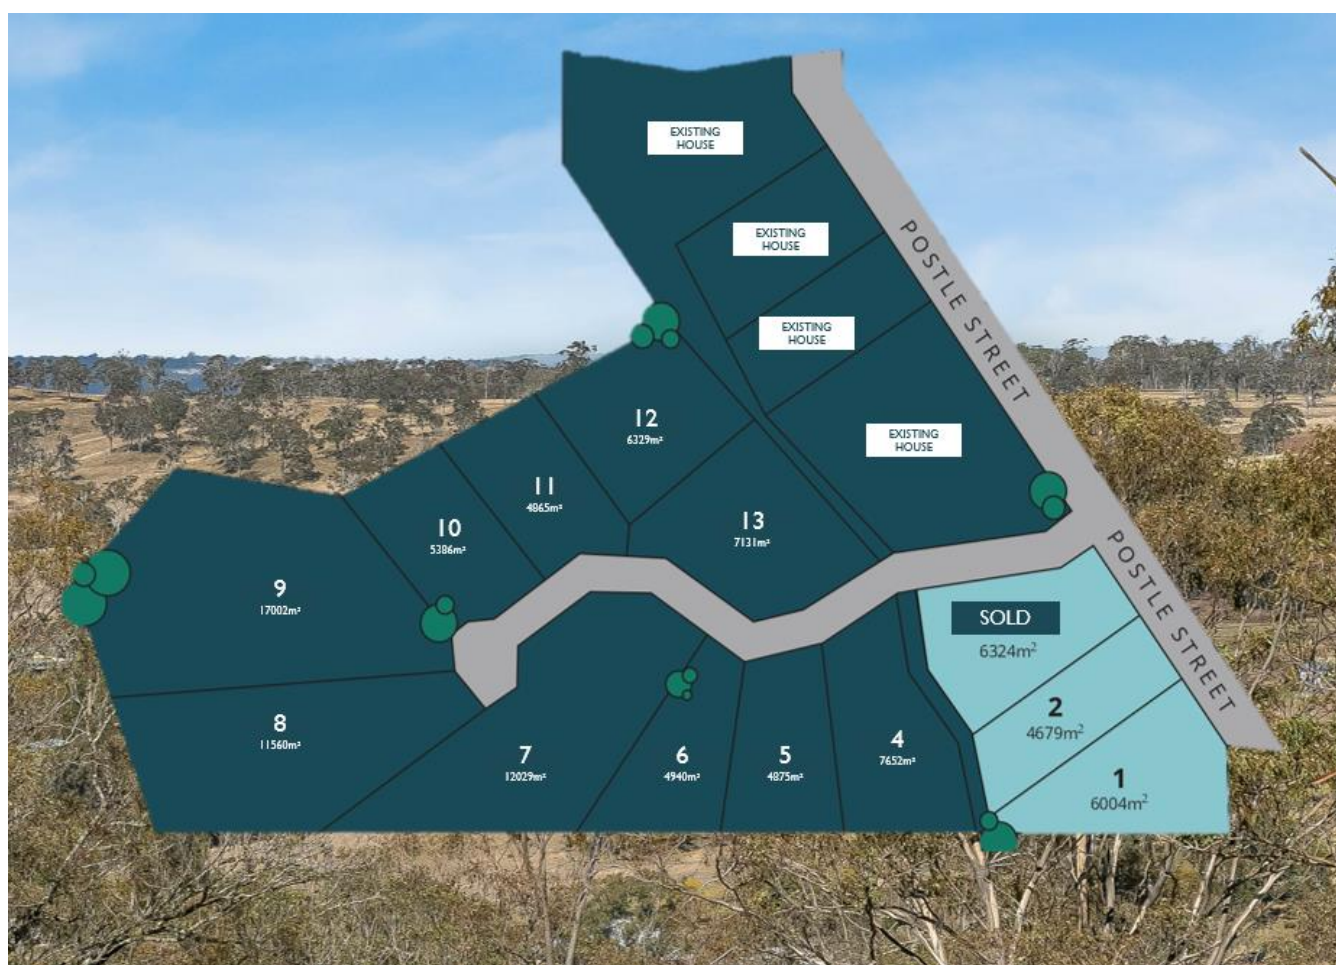 EXISTING
HOUSE
EXISTING
HOUSE
EXISTING
HOUSE
EXISTING
HOUSE
POSTLE STREET
POSTLE STREET
12
6329m²
11
4865m²
10
5386m²
13
7131m²
9
17002m²
8
11560m²
7
12029m²
6
4940m²
5
4875m²
4
7652m²
SOLD
6324m²
2
4679m²
1
6004m²